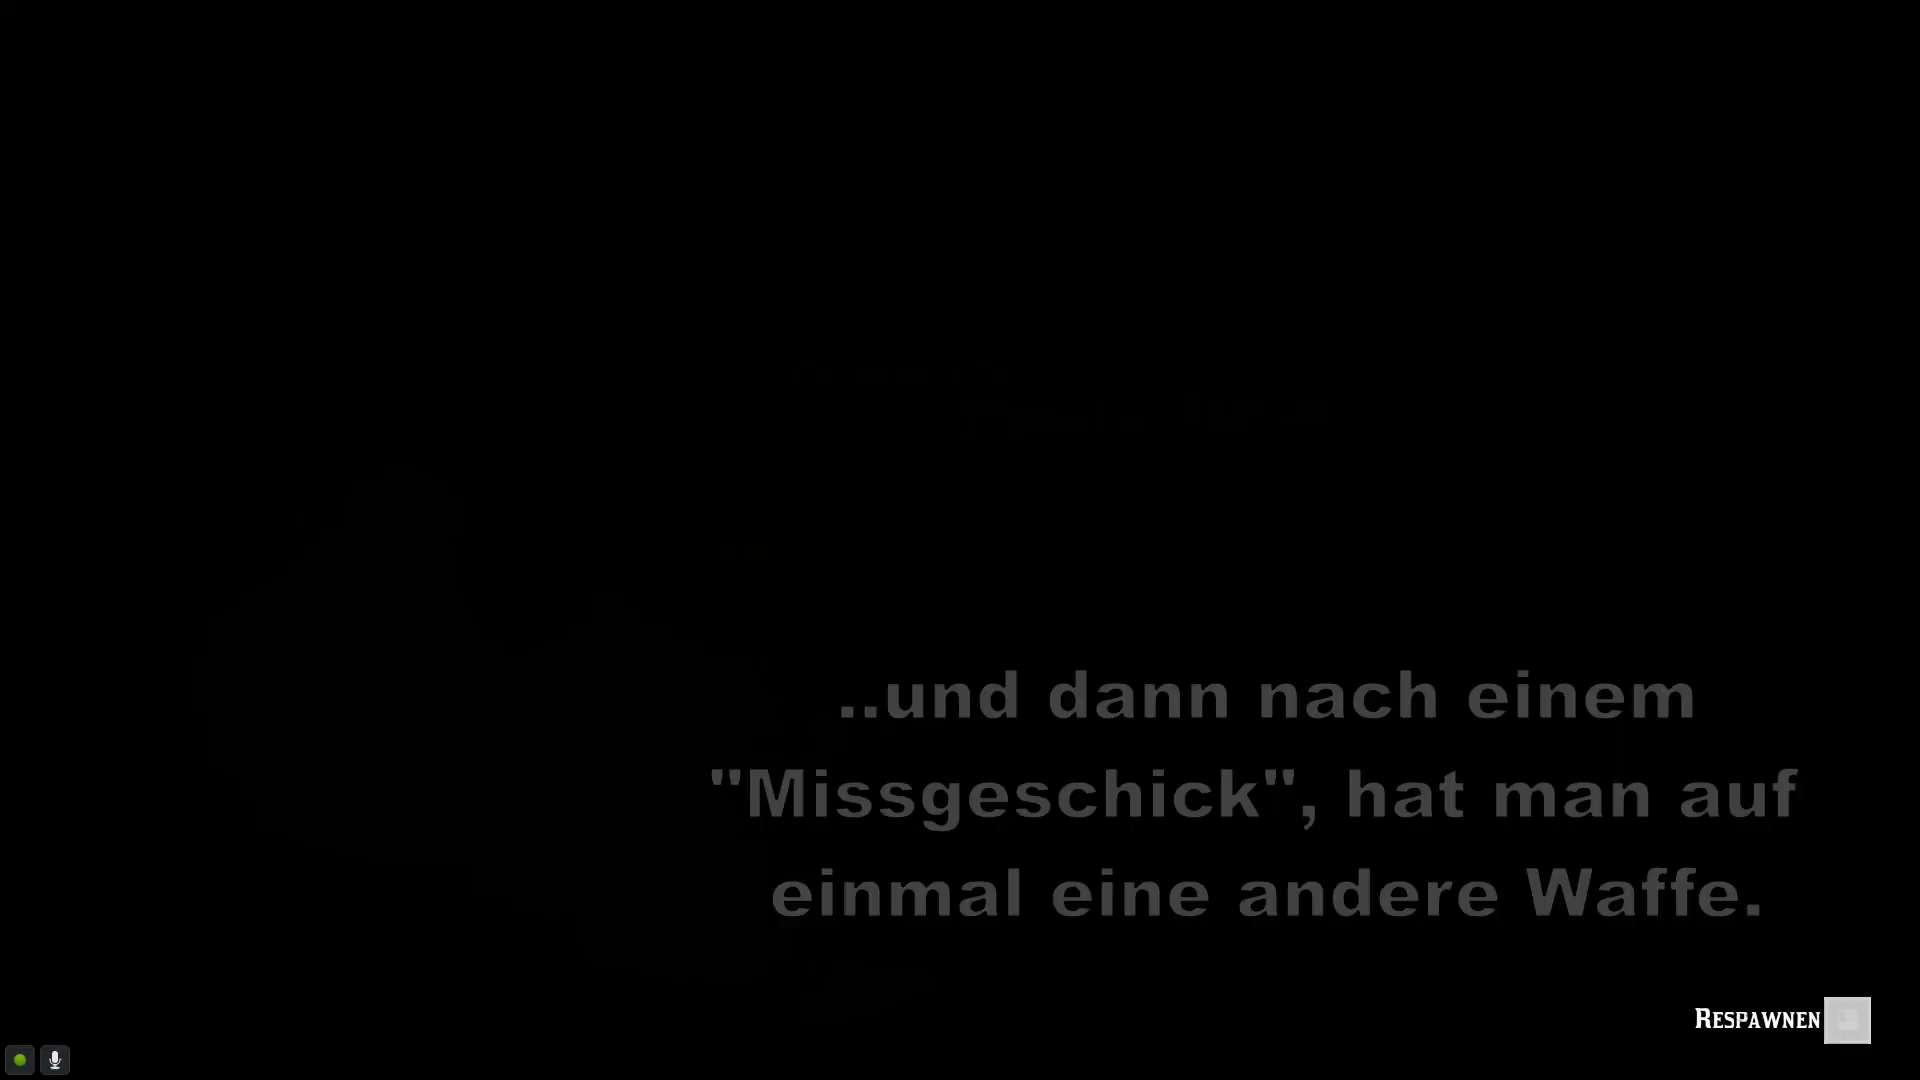 ..und dann nach einem
"Missgeschick", hat man auf
einmal eine andere Waffe.
Respawnen